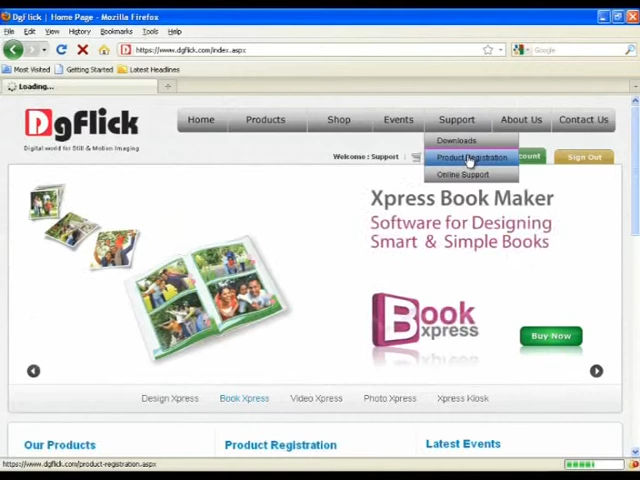 DgFlick | Home Page - Mozilla Firefox
File Edit View History Bookmarks Tools Help
https://www.dgflick.com/index.aspx
Google
Most Visited Getting Started Latest Headlines
Loading...
DgFlick
Digital world for Still & Motion Imaging
Home Products Shop Events Support About Us Contact Us
Downloads
Product Registration
Online Support
Welcome : Support
count
Sign Out
Xpress Book Maker
Software for Designing
Smart & Simple Books
Book
xpress
Buy Now
Design Xpress Book Xpress Video Xpress Photo Xpress Xpress Kiosk
Our Products Product Registration Latest Events
https://www.dgflick.com/product-registration.aspx